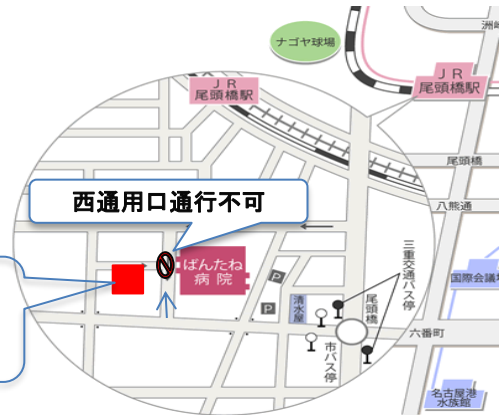 ナゴヤ球場
JR
尾頭橋駅
JR
尾頭橋駅
尾頭橋
八熊通
西通用口通行不可
ばんたね
病院
P
P
清水屋
尾頭橋
三重交通バス停
市バス停
国際会議
六番町
名古屋港
水族館